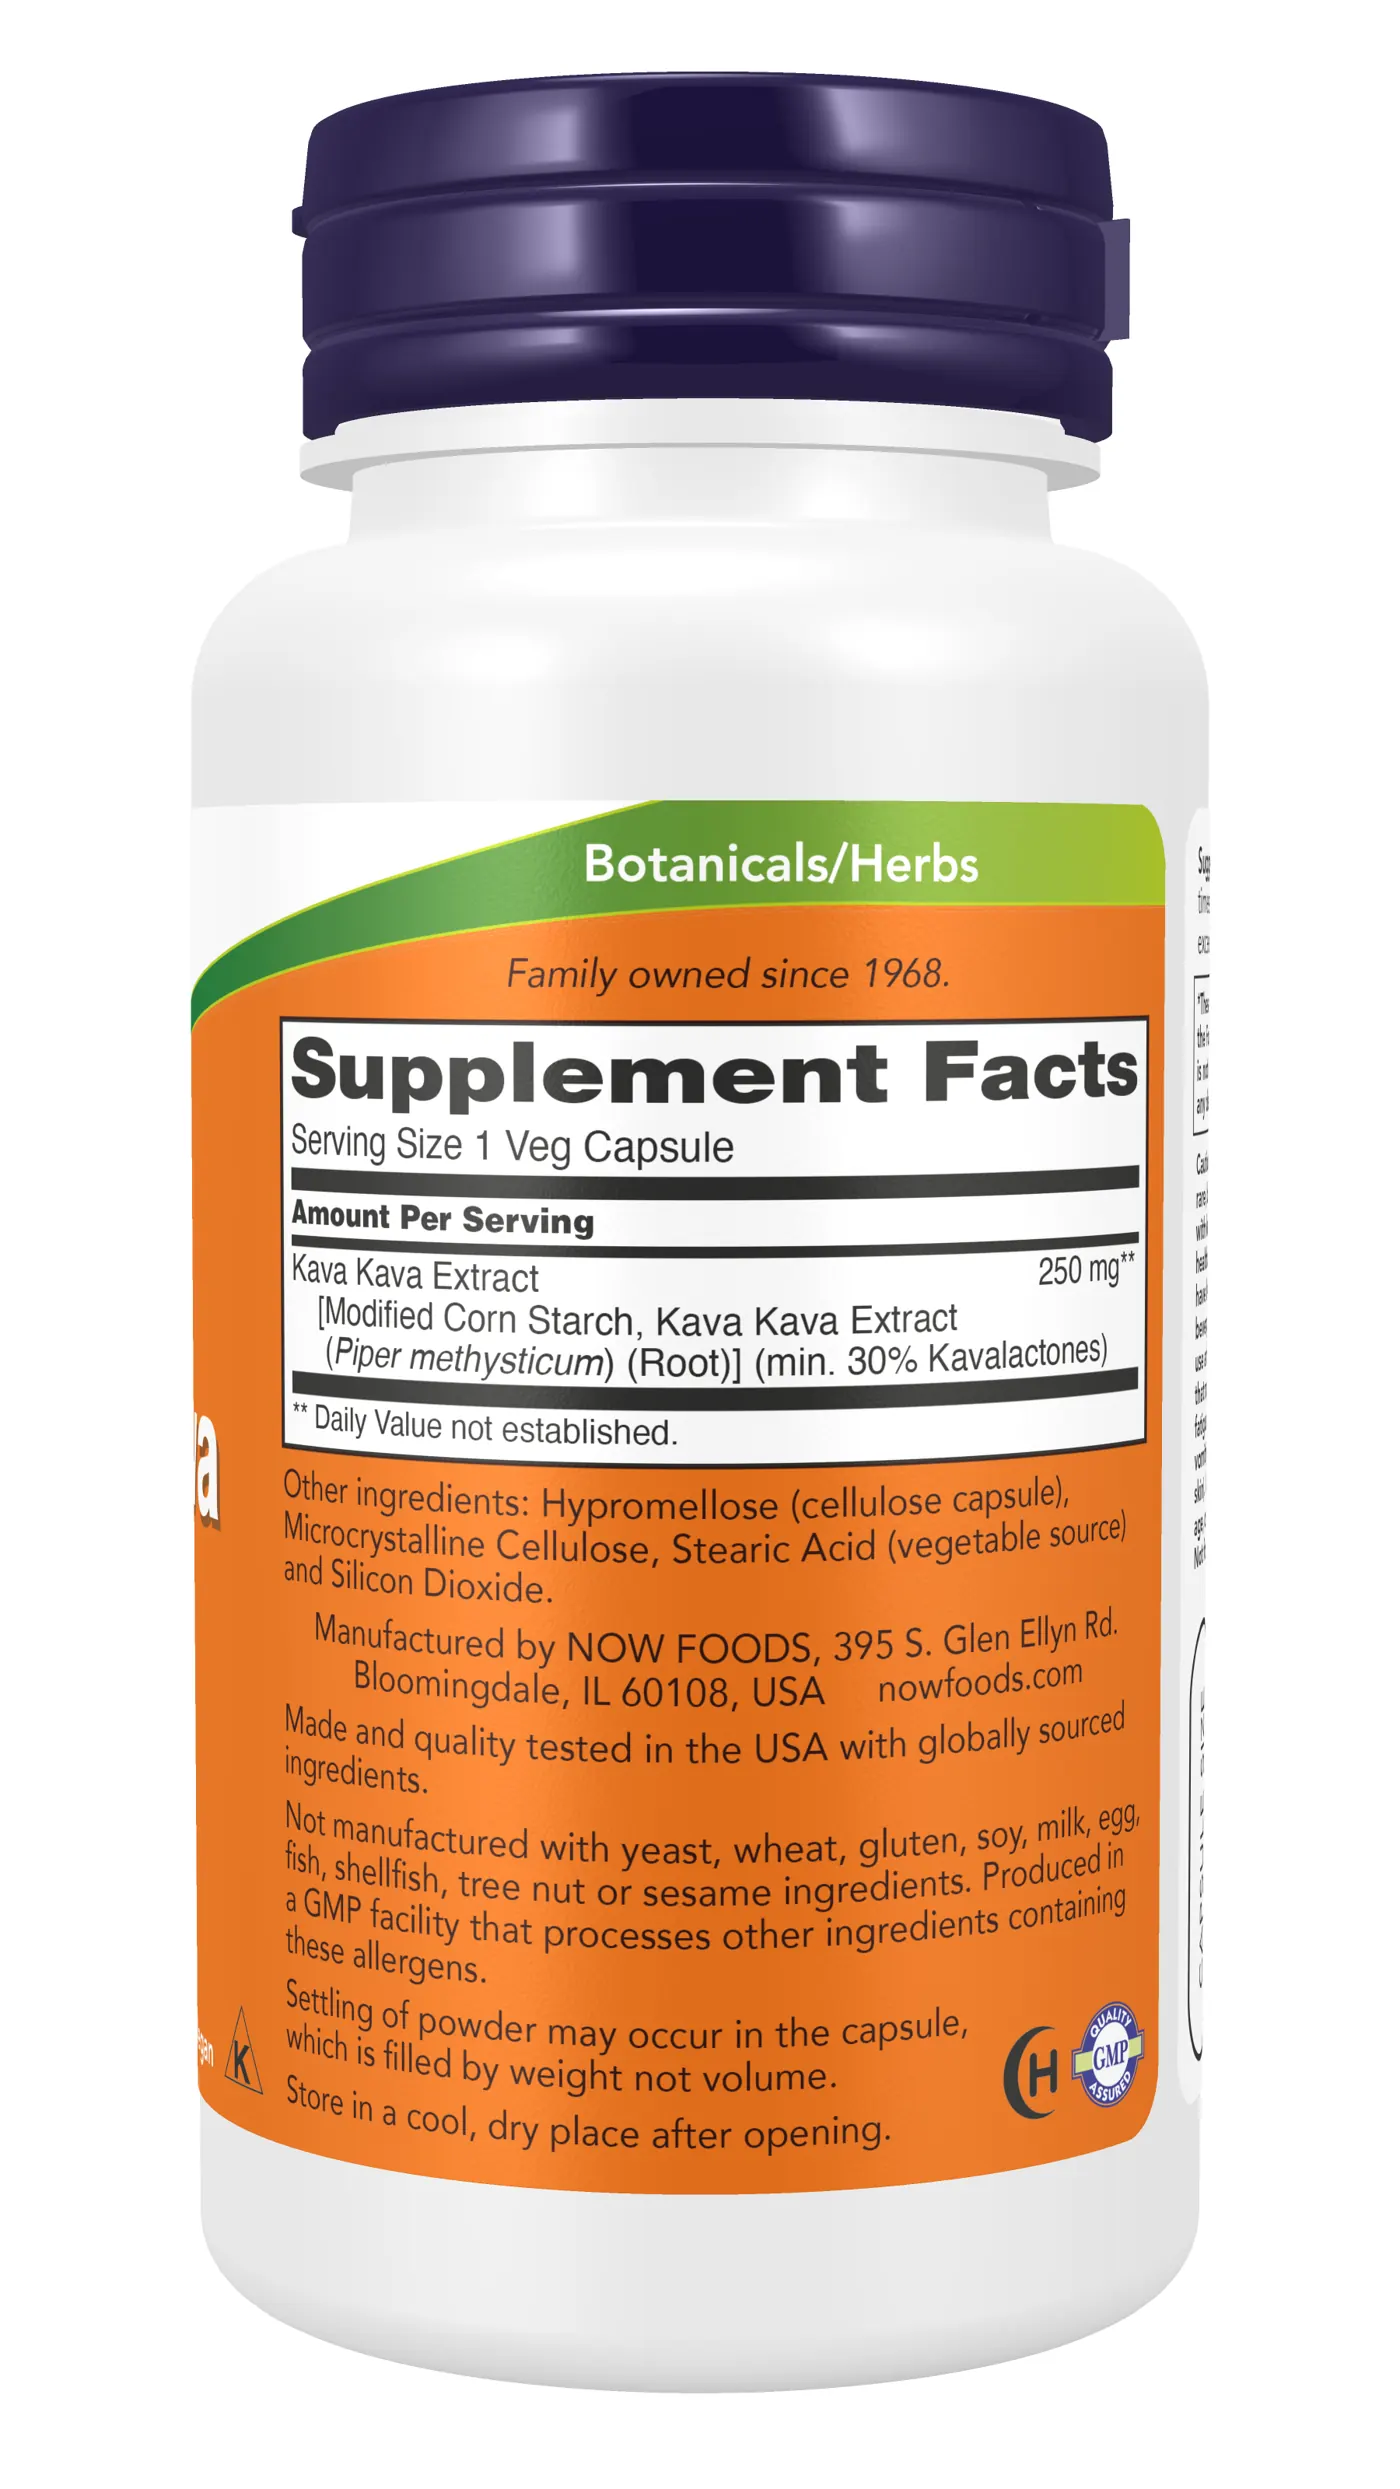 Botanicals/Herbs
Family owned since 1968.
Supplement Facts
Serving Size 1 Veg Capsule
Amount Per Serving
Kava Kava Extract 250 mg**
[Modified Corn Starch, Kava Kava Extract
(Piper methysticum) (Root)] (min. 30% Kavalactones)
** Daily Value not established.
Other ingredients: Hypromellose (cellulose capsule),
Microcrystalline Cellulose, Stearic Acid (vegetable source)
and Silicon Dioxide.
Manufactured by NOW FOODS, 395 S. Glen Ellyn Rd.
Bloomingdale, IL 60108, USA nowfoods.com
Made and quality tested in the USA with globally sourced
ingredients.
Not manufactured with yeast, wheat, gluten, soy, milk, egg,
fish, shellfish, tree nut or sesame ingredients. Produced in
a GMP facility that processes other ingredients containing
these allergens.
Settling of powder may occur in the capsule,
which is filled by weight not volume.
Store in a cool, dry place after opening.
K
H
QUALITY
GMP
ASSURED